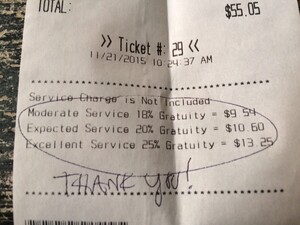 TOTAL: $55.05
>> Ticket #: 29 <<
11/21/2015 10:24:37 AM
Service Charge is Not Included
Moderate Service 18% Gratuity = $9.54
Expected Service 20% Gratuity = $10.60
Excellent Service 25% Gratuity = $13.25
THANK YOU!